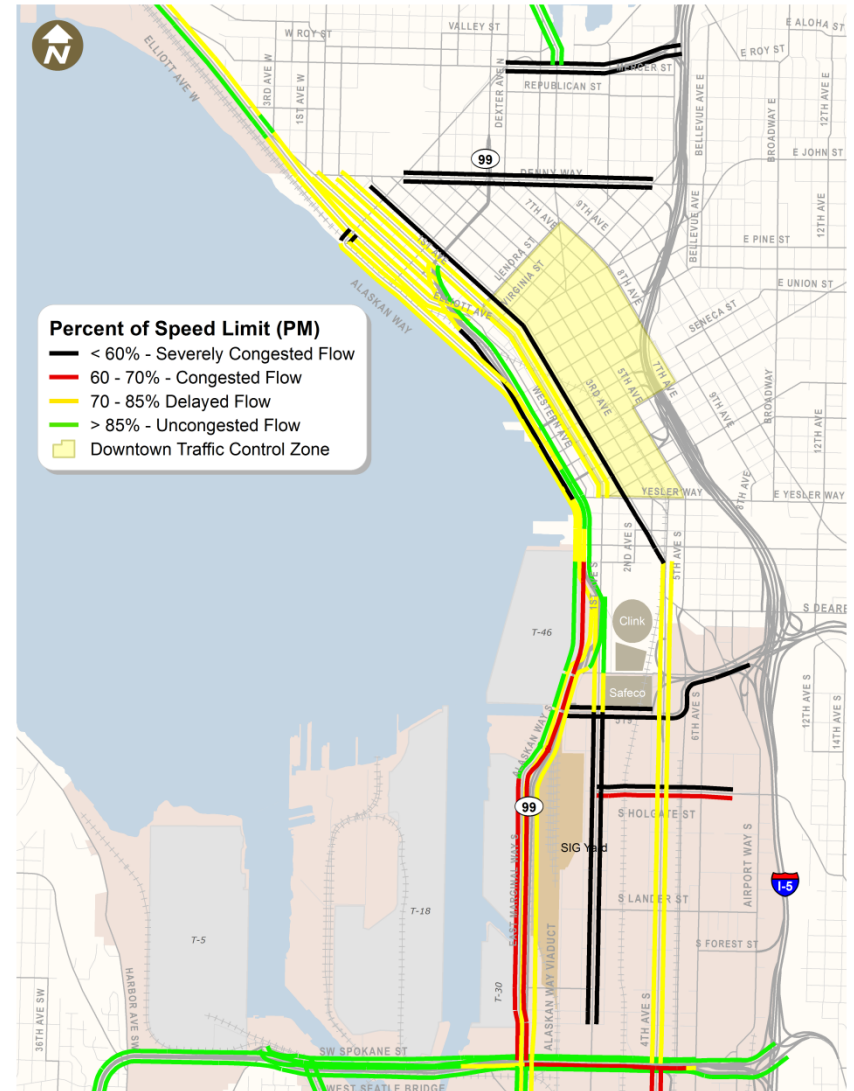 N
W ROY ST
VALLEY ST
E ALOHA ST
E ROY ST
ELLIOTT AVE W
3RD AVE W
1ST AVE W
DEXTER AVE N
MERCER ST
REPUBLICAN ST
BELLEVUE AVE E
BROADWAY E
12TH AVE E
E JOHN ST
99
DENNY WAY
7TH AVE
9TH AVE
BELLEVUE AVE
12TH AVE
E PINE ST
LENORA ST
VIRGINIA ST
8TH AVE
E UNION ST
1ST AVE
ELLIOTT AVE
ALASKAN WAY
SENECA ST
Percent of Speed Limit (PM)
< 60% - Severely Congested Flow
60 - 70% - Congested Flow
70 - 85% Delayed Flow
> 85% - Uncongested Flow
Downtown Traffic Control Zone
WESTERN AVE
3RD AVE
5TH AVE
7TH AVE
9TH AVE
BROADWAY
12TH AVE
YESLER WAY
E YESLER WAY
2ND AVE S
5TH AVE S
1ST AVE S
T-46
Clink
Safeco
ALASKAN WAY S
6TH AVE S
12TH AVE S
14TH AVE S
99
S HOLGATE ST
SIG Yard
AIRPORT WAY S
I-5
EAST MARGINAL WAY S
S LANDER ST
T-18
T-5
S FOREST ST
T-30
ALASKAN WAY VIADUCT
4TH AVE S
HARBOR AVE SW
36TH AVE SW
SW SPOKANE ST
WEST SEATLE BRIDGE